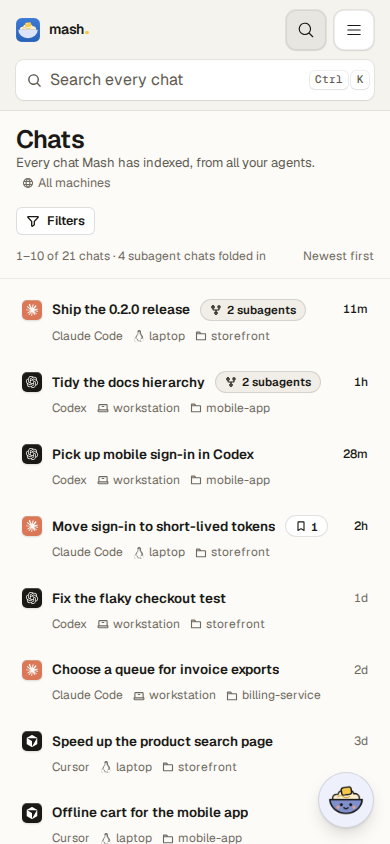 mash.
Search every chat Ctrl K
Chats
Every chat Mash has indexed, from all your agents.
All machines
Filters
1–10 of 21 chats · 4 subagent chats folded in Newest first
Ship the 0.2.0 release 2 subagents 11m
Claude Code laptop storefront
Tidy the docs hierarchy 2 subagents 1h
Codex workstation mobile-app
Pick up mobile sign-in in Codex 28m
Codex workstation mobile-app
Move sign-in to short-lived tokens 1 2h
Claude Code laptop storefront
Fix the flaky checkout test 1d
Codex workstation storefront
Choose a queue for invoice exports 2d
Claude Code workstation billing-service
Speed up the product search page 3d
Cursor laptop storefront
Offline cart for the mobile app
Cursor laptop mobile-app